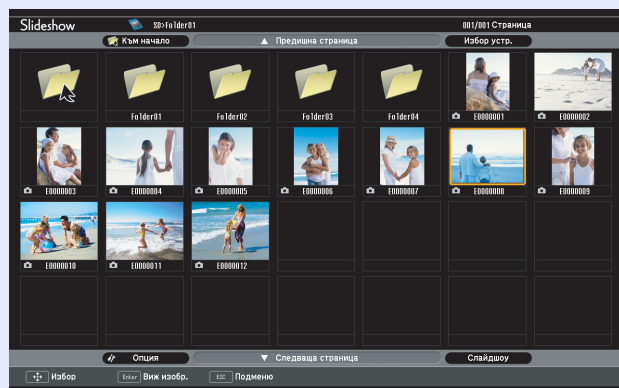 Slideshow SD>Folder01 001/001 Страница
Към начало ▲ Предишна страница Избор устр.
Folder01 Folder02 Folder03 Folder04 E0000001 E0000002
E0000003 E0000004 E0000005 E0000006 E0000007 E0000008 E0000009
E0000010 E0000011 E0000012
Опция ▼ Следваща страница Слайдшоу
Избор Enter Виж изобр. ESC Подменю